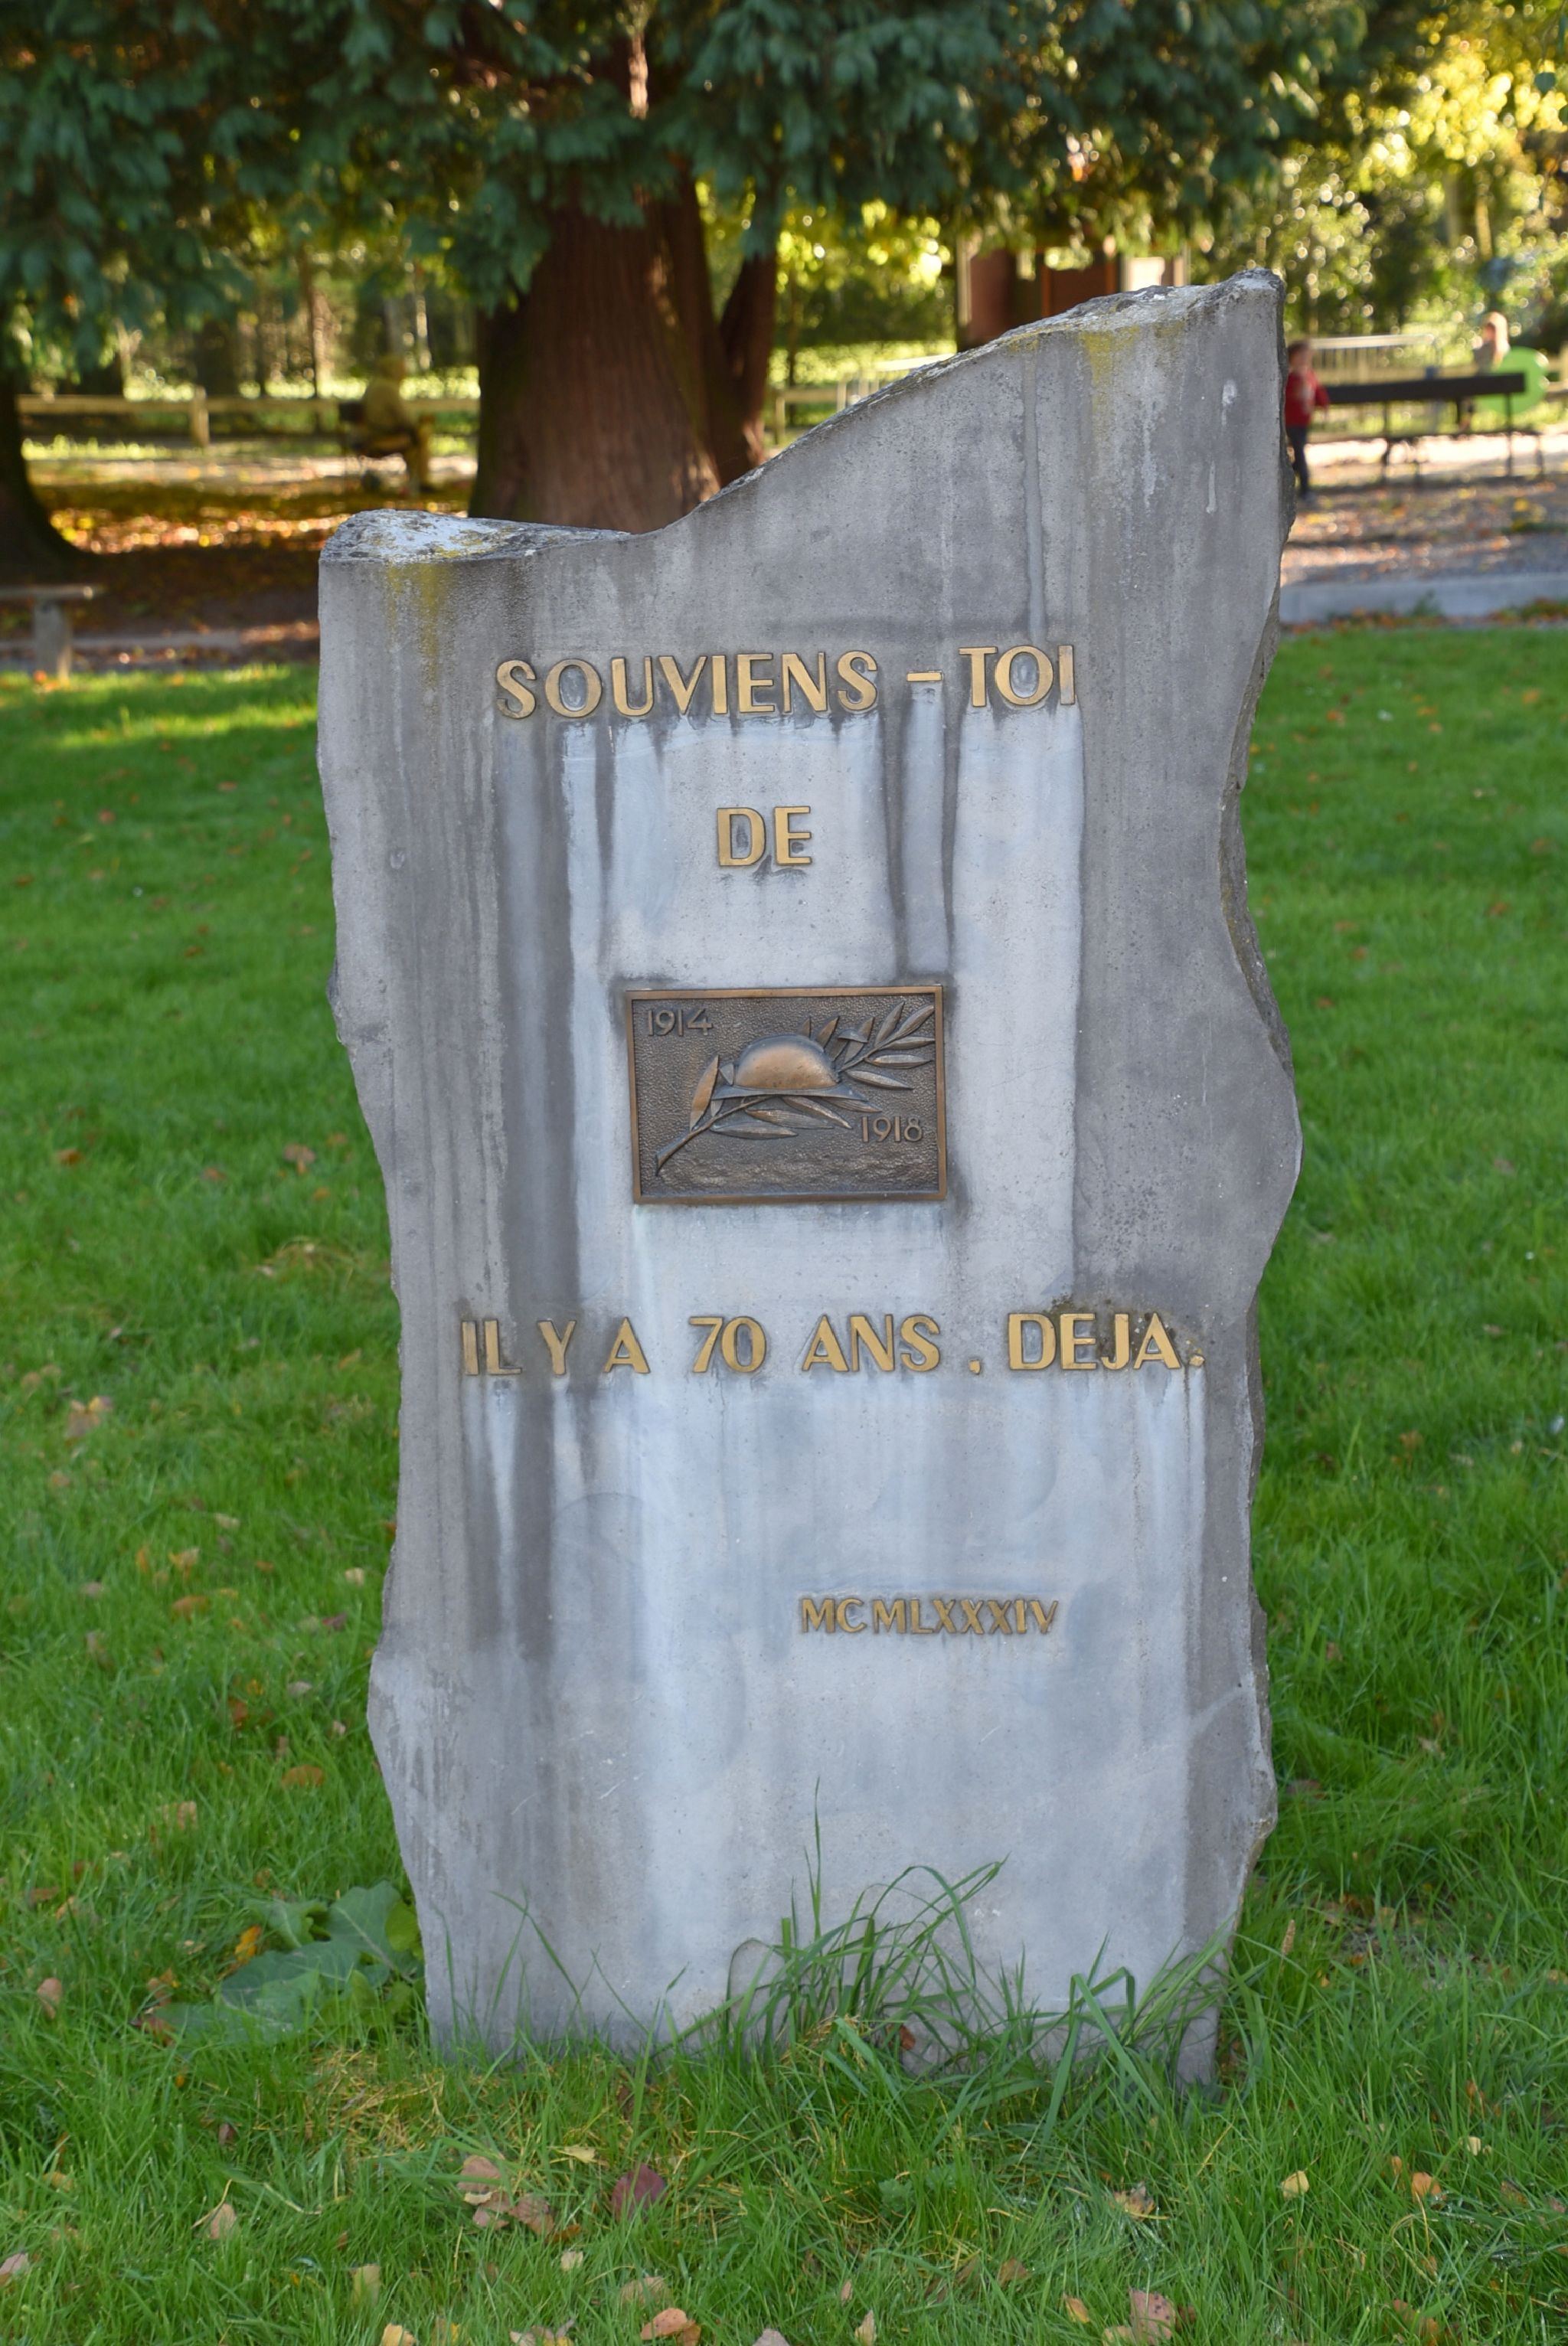 SOUVIENS - TOI
DE
1914
1918
IL Y A 70 ANS . DEJA.
MCMLXXXIV